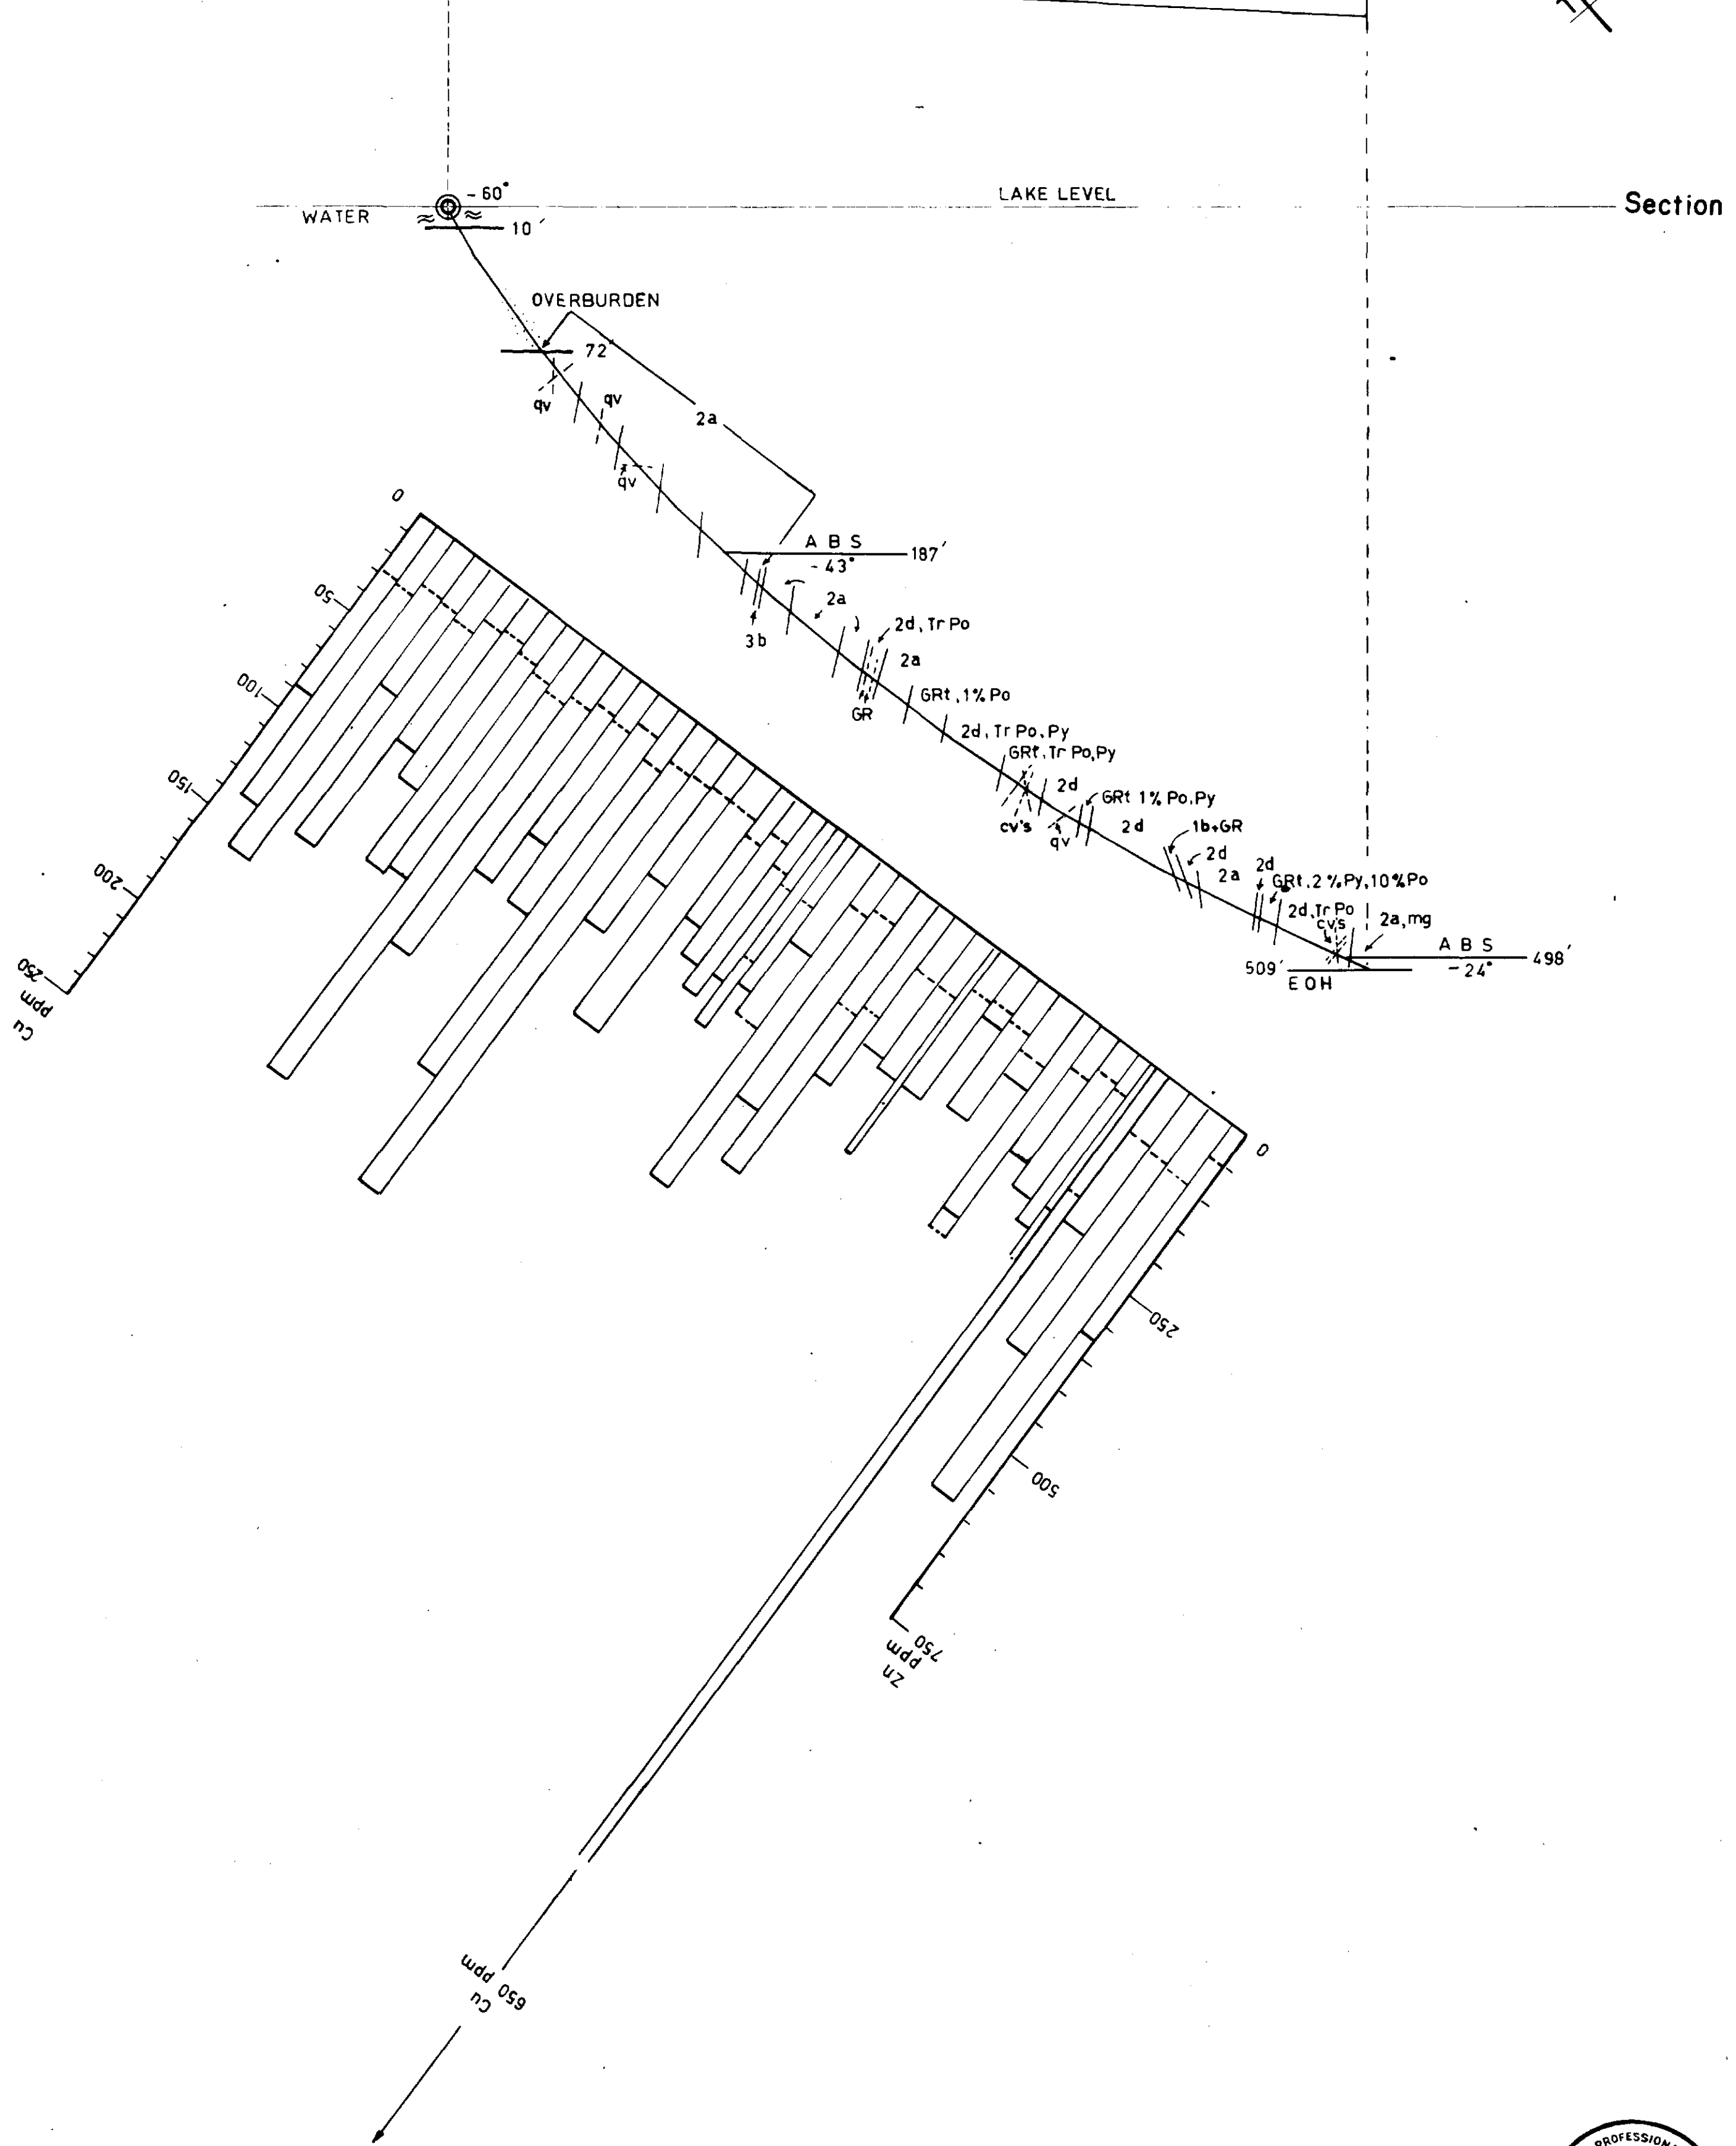 - 60°
LAKE LEVEL
Section
WATER
10'
OVERBURDEN
72'
qv
qv
2a
qv
0
A B S
187'
- 43°
50
2a
3b
2d, Tr Po
2a
100
GRt, 1% Po
GR
2d, Tr Po, Py
GRt, Tr Po, Py
150
2d
GRt 1% Po, Py
cv's
qv
2d
1b+GR
2d
2d
200
2a
GRt, 2% Py, 10% Po
2d, Tr Po
cv's
2a, mg
A B S
498'
- 24°
509'
E O H
250
ppm
Cu
0
250
500
750
ppm
Zn
650 ppm
Cu
PROFESSIONA